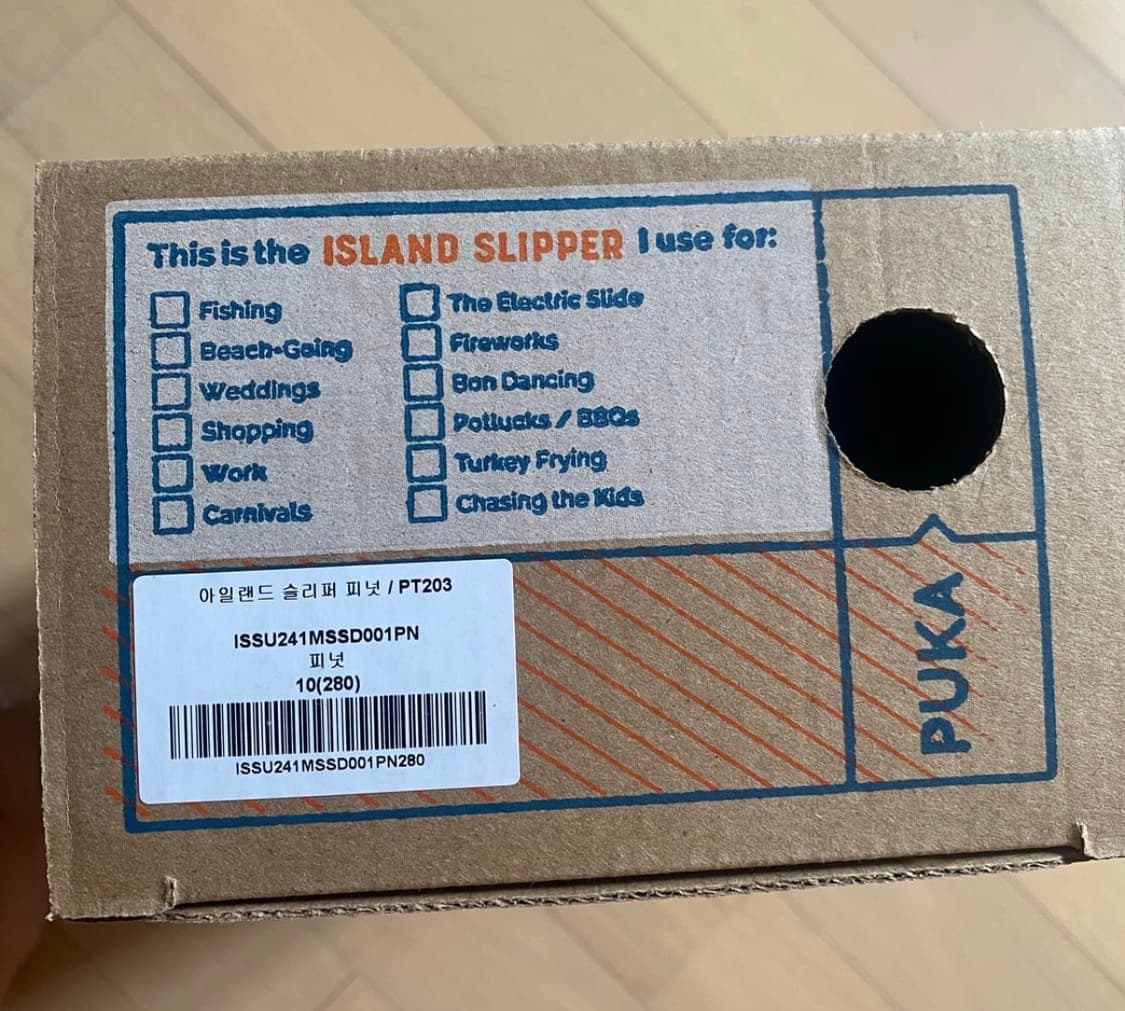 This is the ISLAND SLIPPER I use for:
Fishing
Beach-Going
Weddings
Shopping
Work
Carnivals
The Electric Slide
Fireworks
Bon Dancing
Potlucks / BBQs
Turkey Frying
Chasing the Kids
PUKA
아일랜드 슬리퍼 피넛 / PT203
ISSU241MSSD001PN
피넛
10(280)
ISSU241MSSD001PN280